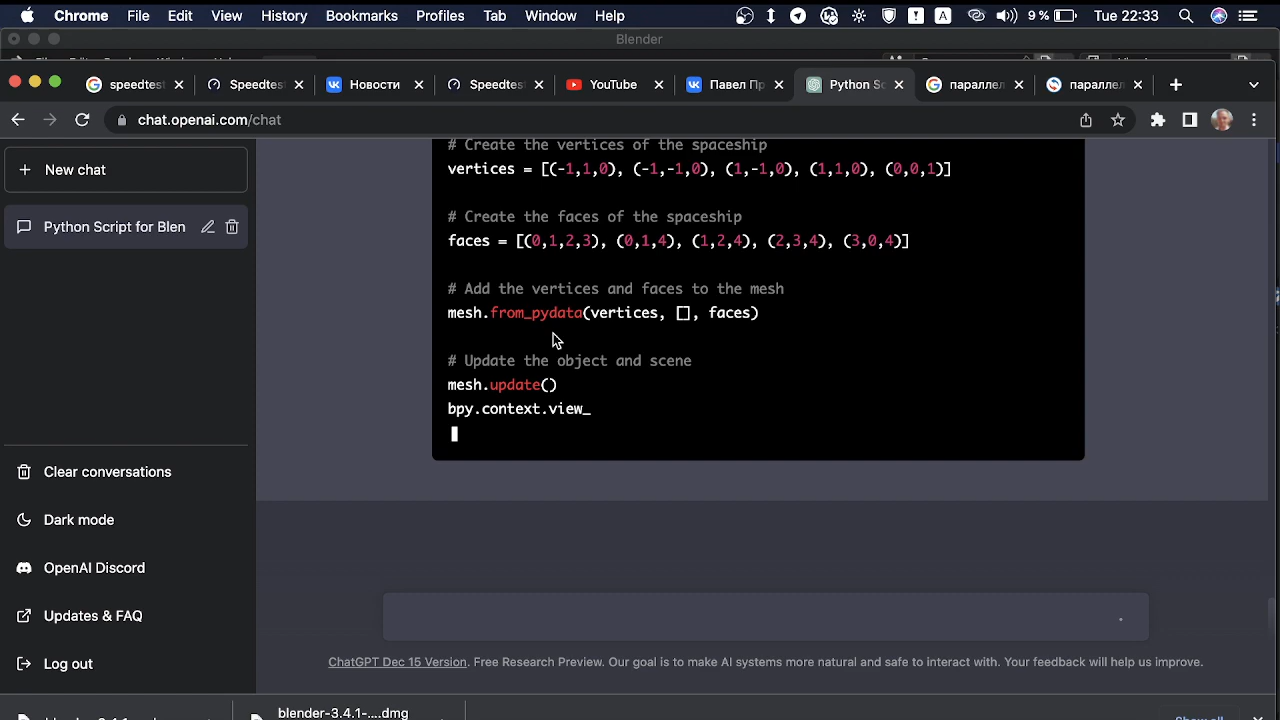 Chrome File Edit View History Bookmarks Profiles Tab Window Help A 9 % Tue 22:33
Blender
speedtest Speedtest Новости Speedtest YouTube Павел Пр Python Sc параллел параллел
chat.openai.com/chat
New chat
Python Script for Blen
Clear conversations
Dark mode
OpenAI Discord
Updates & FAQ
Log out
# Create the vertices of the spaceship
vertices = [(-1,1,0), (-1,-1,0), (1,-1,0), (1,1,0), (0,0,1)]
# Create the faces of the spaceship
faces = [(0,1,2,3), (0,1,4), (1,2,4), (2,3,4), (3,0,4)]
# Add the vertices and faces to the mesh
mesh.from_pydata(vertices, [], faces)
# Update the object and scene
mesh.update()
bpy.context.view_
ChatGPT Dec 15 Version. Free Research Preview. Our goal is to make AI systems more natural and safe to interact with. Your feedback will help us improve.
blender-3.4.1-....dmg
Show all